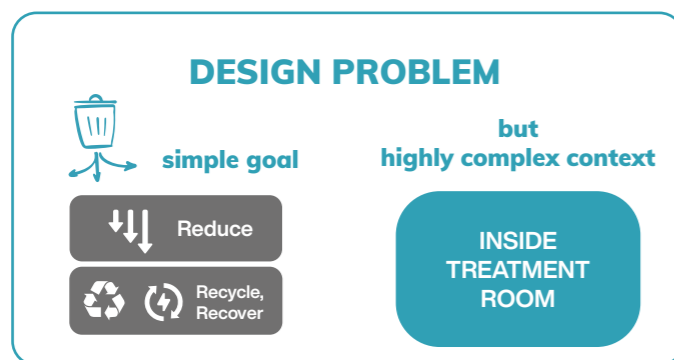 DESIGN PROBLEM
simple goal
Reduce
Recycle,
Recover
but
highly complex context
INSIDE
TREATMENT
ROOM